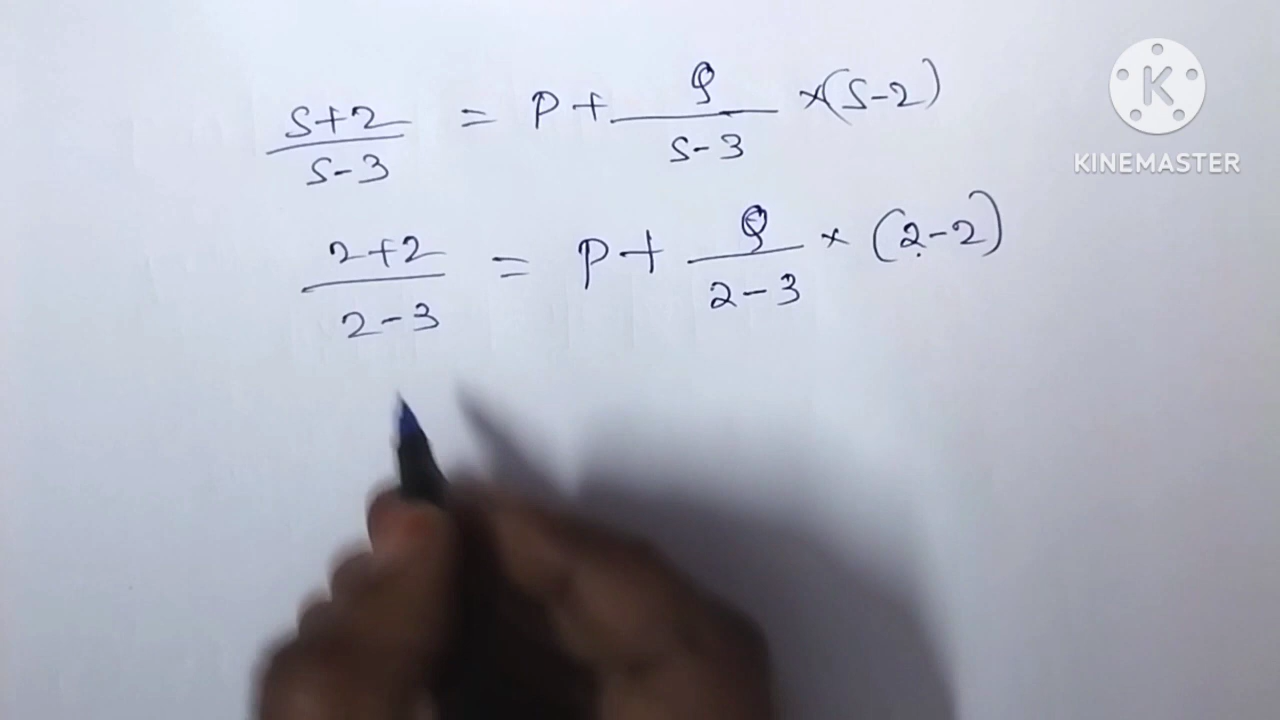 S+2 / S-3 = P + Q / S-3 ×(S-2)
2+2 / 2-3 = P + Q / 2-3 × (2-2)
K
KINEMASTER